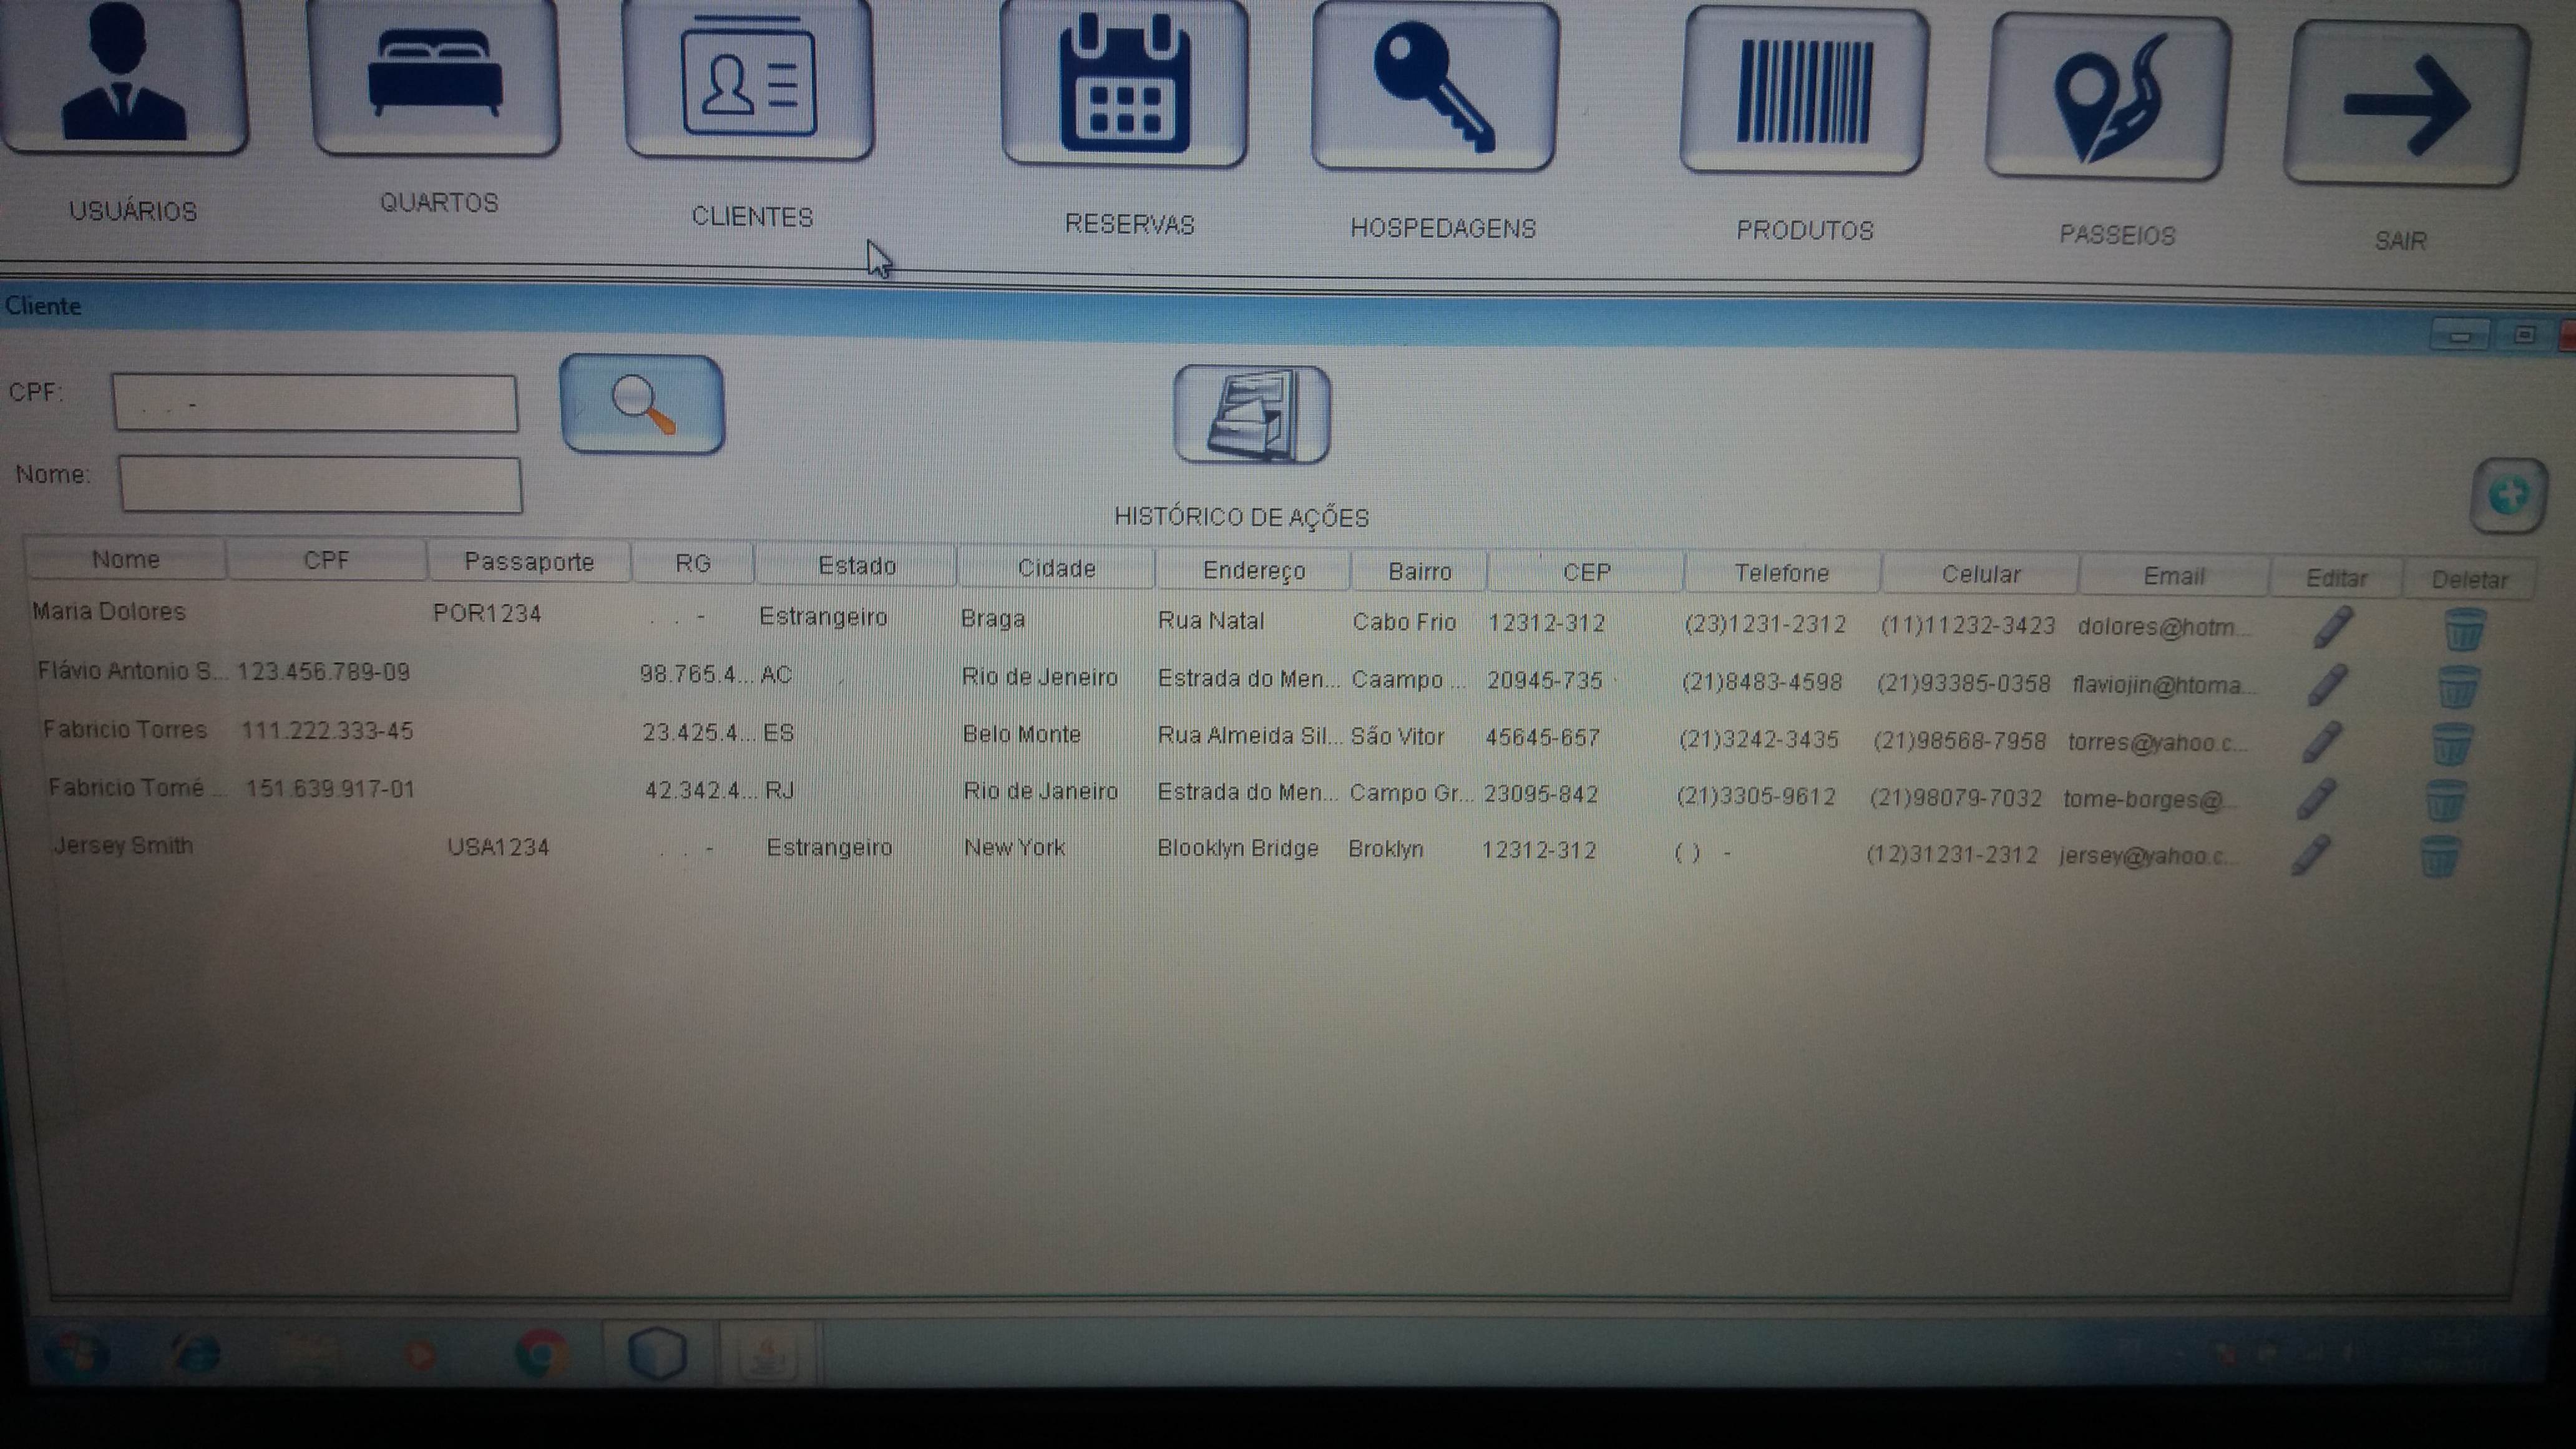 USUÁRIOS QUARTOS CLIENTES RESERVAS HOSPEDAGENS PRODUTOS PASSEIOS SAIR
Cliente
CPF: . . -
Nome:
HISTÓRICO DE AÇÕES
Nome CPF Passaporte RG Estado Cidade Endereço Bairro CEP Telefone Celular Email Editar Deletar
Maria Dolores POR1234 . . - Estrangeiro Braga Rua Natal Cabo Frio 12312-312 (23)1231-2312 (11)11232-3423 dolores@hotm...
Flávio Antonio S... 123.456.789-09 98.765.4... AC Rio de Jeneiro Estrada do Men... Caampo ... 20945-735 (21)8483-4598 (21)93385-0358 flaviojin@htoma...
Fabricio Torres 111.222.333-45 23.425.4... ES Belo Monte Rua Almeida Sil... São Vitor 45645-657 (21)3242-3435 (21)98568-7958 torres@yahoo.c...
Fabricio Tomé ... 151.639.917-01 42.342.4... RJ Rio de Janeiro Estrada do Men... Campo Gr... 23095-842 (21)3305-9612 (21)98079-7032 tome-borges@...
Jersey Smith USA1234 . . - Estrangeiro New York Blooklyn Bridge Broklyn 12312-312 ( ) - (12)31231-2312 jersey@yahoo.c...